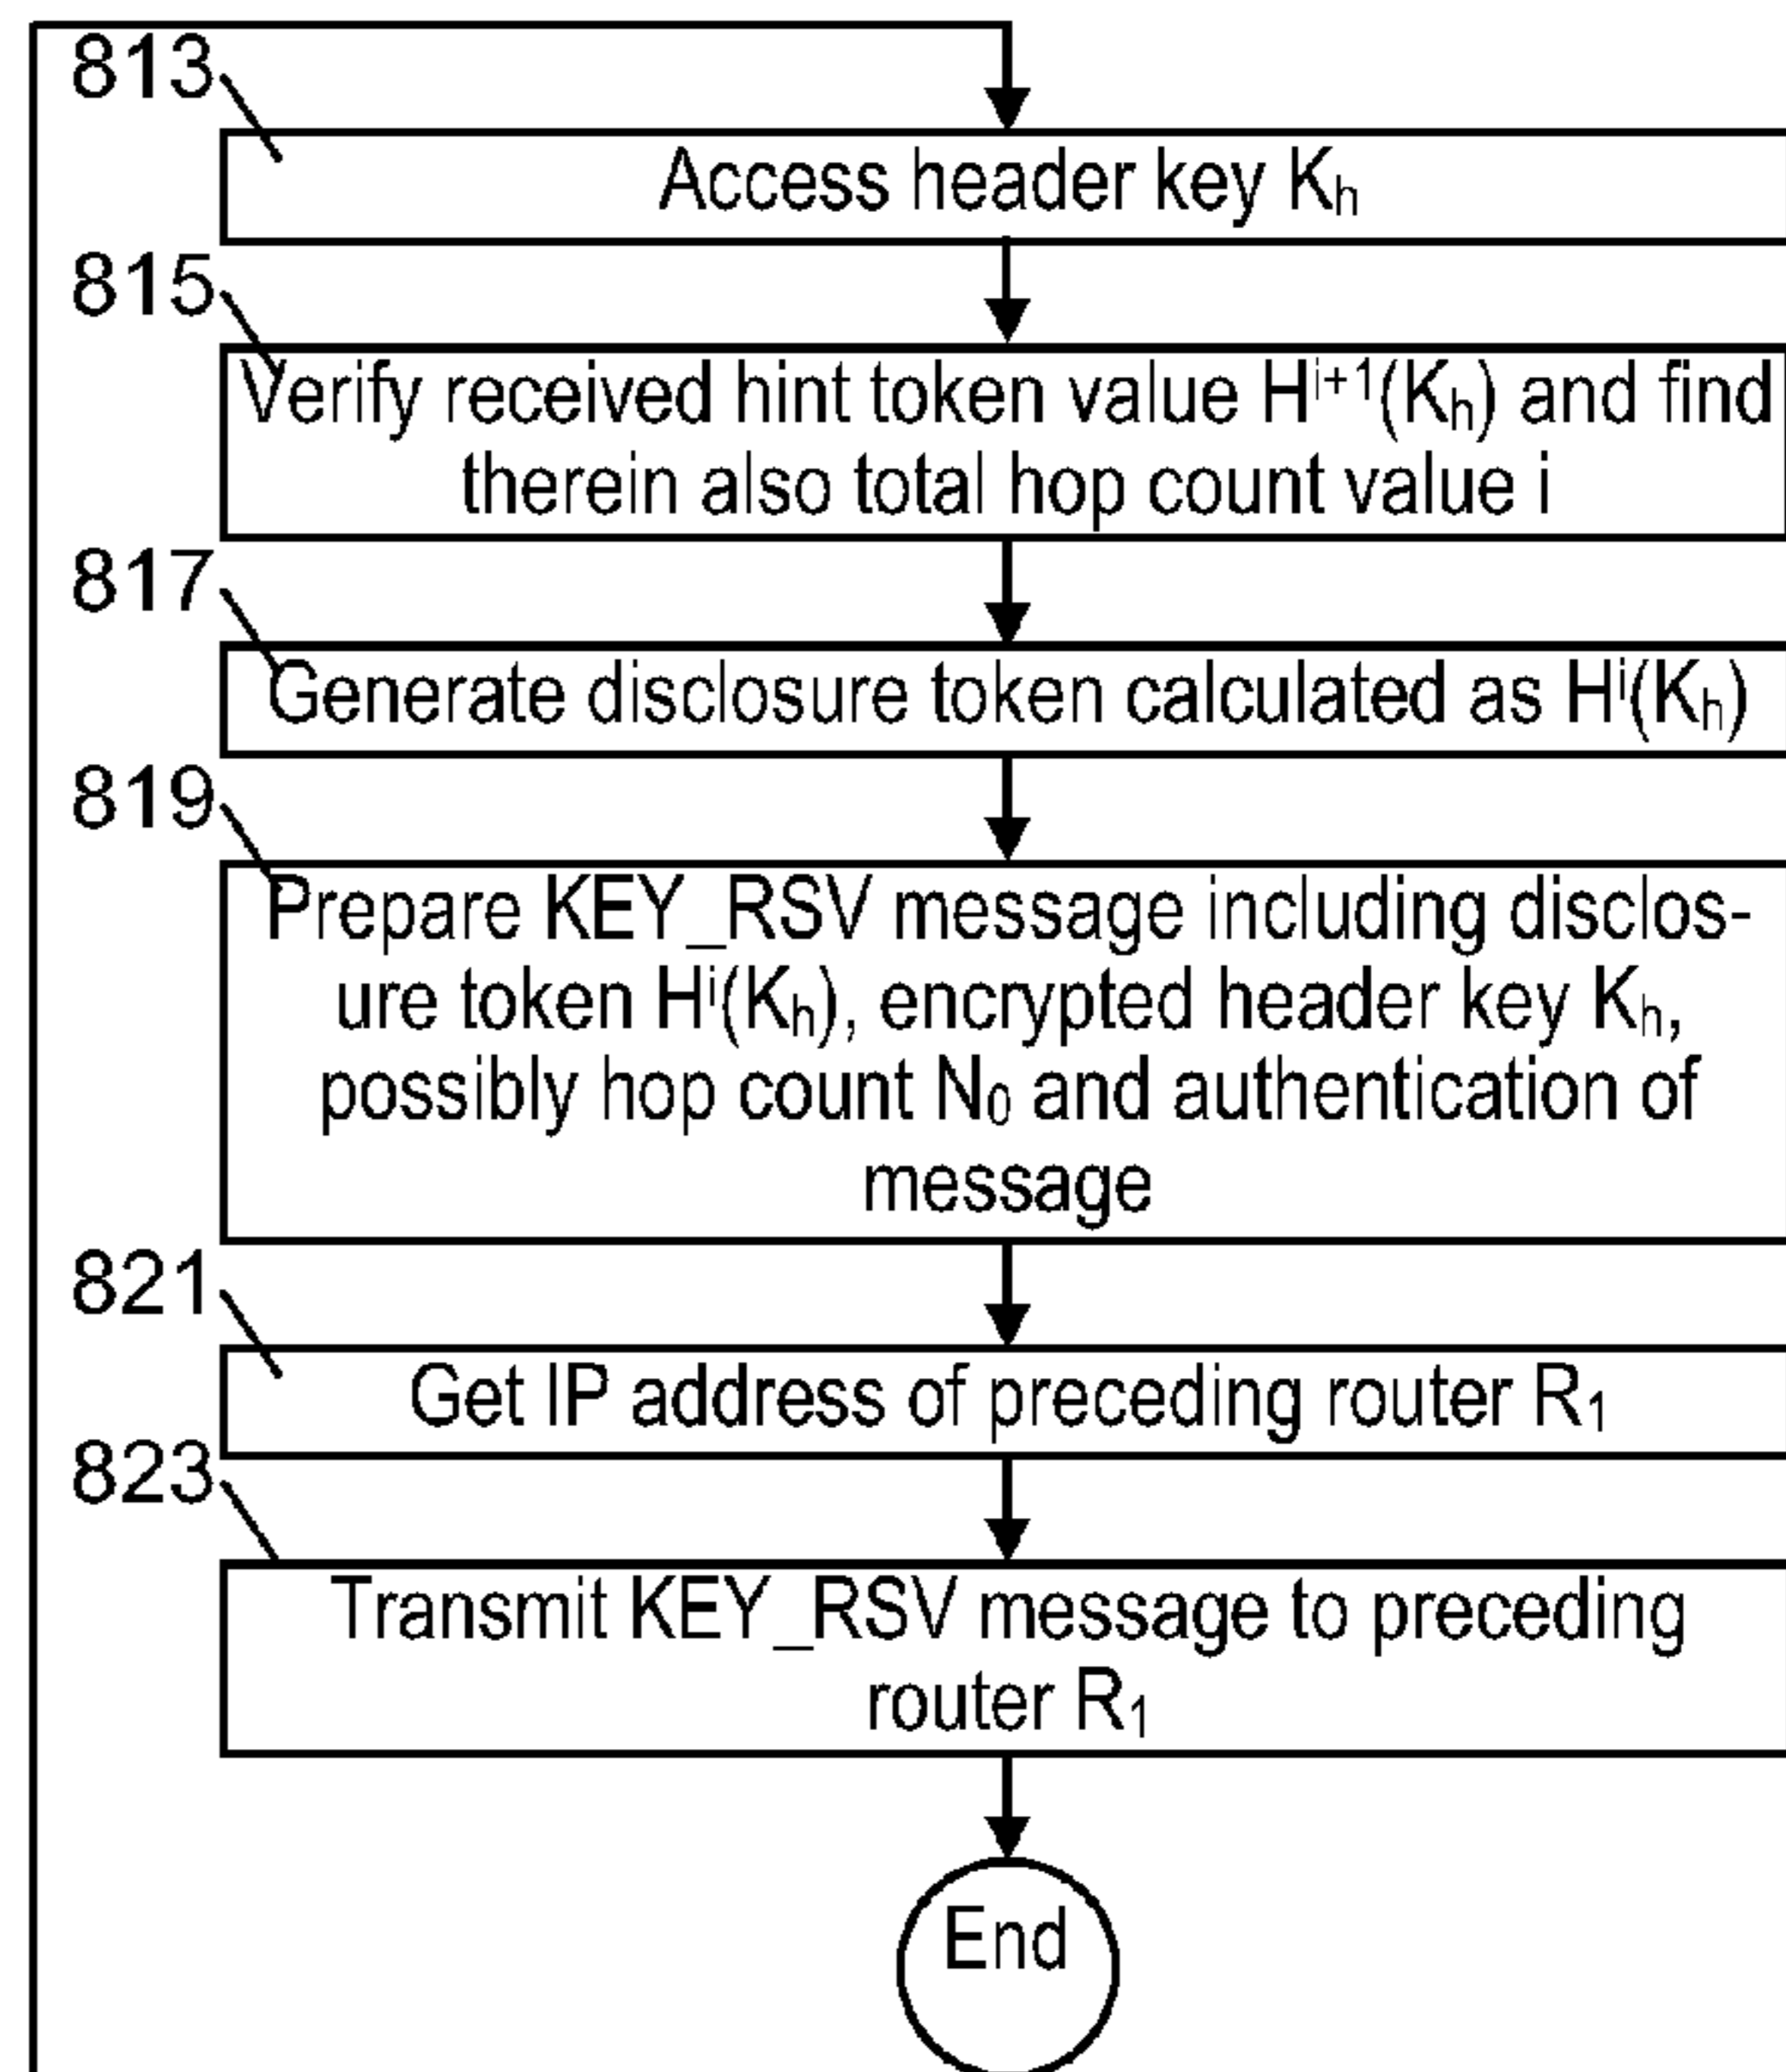 813
Access header key Kₕ
815
Verify received hint token value Hⁱ⁺¹(Kₕ) and find
therein also total hop count value i
817
Generate disclosure token calculated as Hⁱ(Kₕ)
819
Prepare KEY_RSV message including disclos-
ure token Hⁱ(Kₕ), encrypted header key Kₕ,
possibly hop count N₀ and authentication of
message
821
Get IP address of preceding router R₁
823
Transmit KEY_RSV message to preceding
router R₁
End